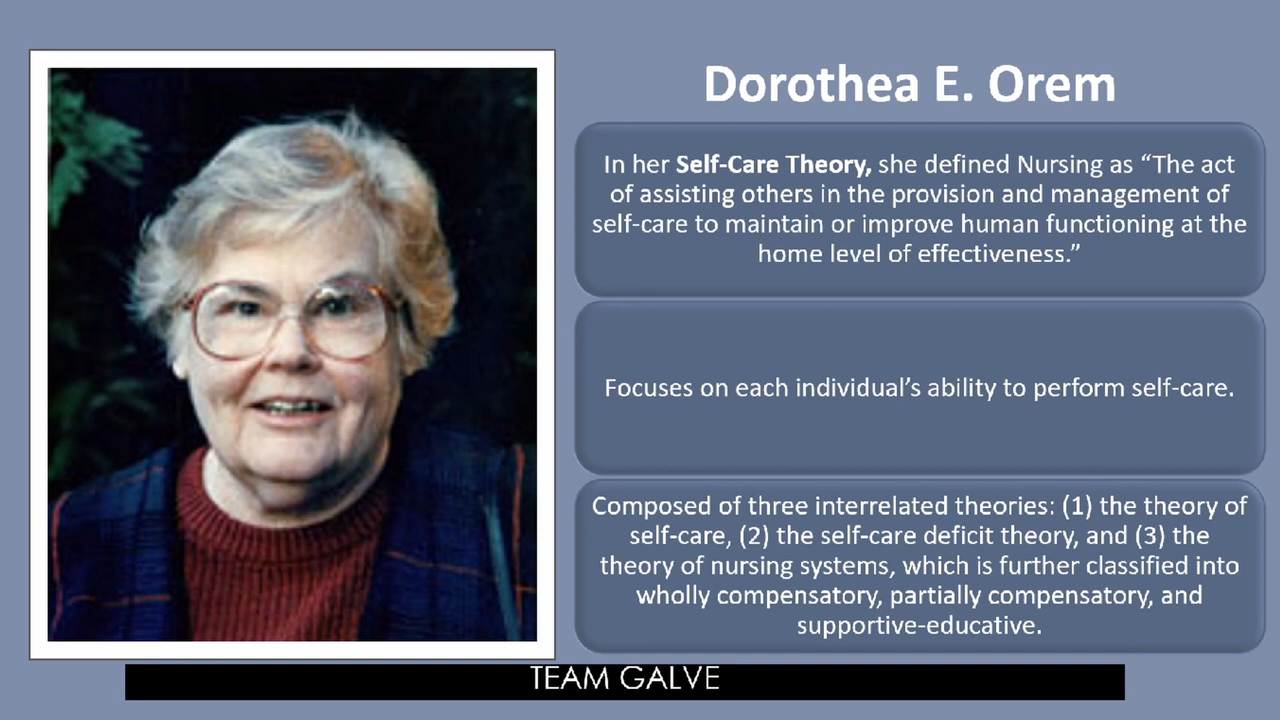 Dorothea E. Orem
In her Self-Care Theory, she defined Nursing as “The act
of assisting others in the provision and management of
self-care to maintain or improve human functioning at the
home level of effectiveness.”
Focuses on each individual’s ability to perform self-care.
Composed of three interrelated theories: (1) the theory of
self-care, (2) the self-care deficit theory, and (3) the
theory of nursing systems, which is further classified into
wholly compensatory, partially compensatory, and
supportive-educative.
TEAM GALVE